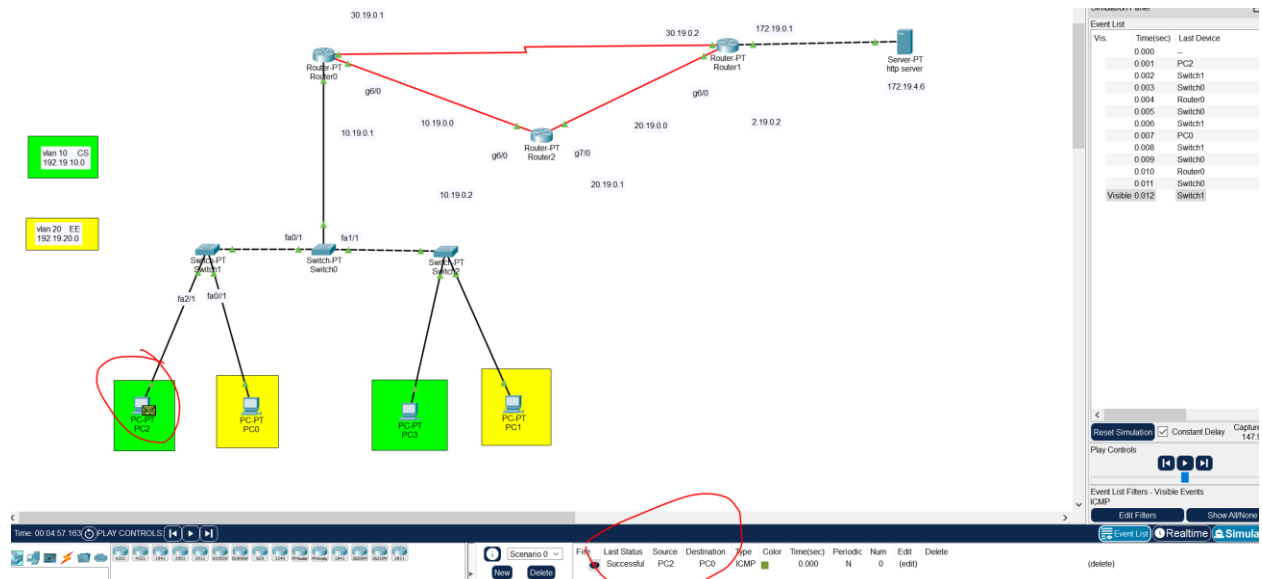 Simulation Panel
Event List
Vis. Time(sec) Last Device
0.000 --
0.001 PC2
0.002 Switch1
0.003 Switch0
0.004 Router0
0.005 Switch0
0.006 Switch1
0.007 PC0
0.008 Switch1
0.009 Switch0
0.010 Router0
0.011 Switch0
Visible 0.012 Switch1
30.19.0.1
30.19.0.2
172.19.0.1
Router-PT
Router0
Router-PT
Router1
Server-PT
http server
172.19.4.6
g6/0
g6/0
10.19.0.1
10.19.0.0
20.19.0.0
2.19.0.2
Router-PT
Router2
g6/0
g7/0
20.19.0.1
10.19.0.2
vlan 10 CS
192.19.10.0
vlan 20 EE
192.19.20.0
fa0/1
fa1/1
Switch-PT
Switch1
Switch-PT
Switch0
Switch-PT
Switch2
fa2/1
fa0//1
PC-PT
PC2
PC-PT
PC0
PC-PT
PC3
PC-PT
PC1
Reset Simulation
Constant Delay
147.9
Play Controls
Event List Filters - Visible Events
ICMP
Edit Filters
Show All/None
Time: 00:04:57.163
PLAY CONTROLS:
Event List
Realtime
Simula
Scenario 0
New
Delete
Fire Last Status Source Destination Type Color Time(sec) Periodic Num Edit Delete
Successful PC2 PC0 ICMP 0.000 N 0 (edit) (delete)